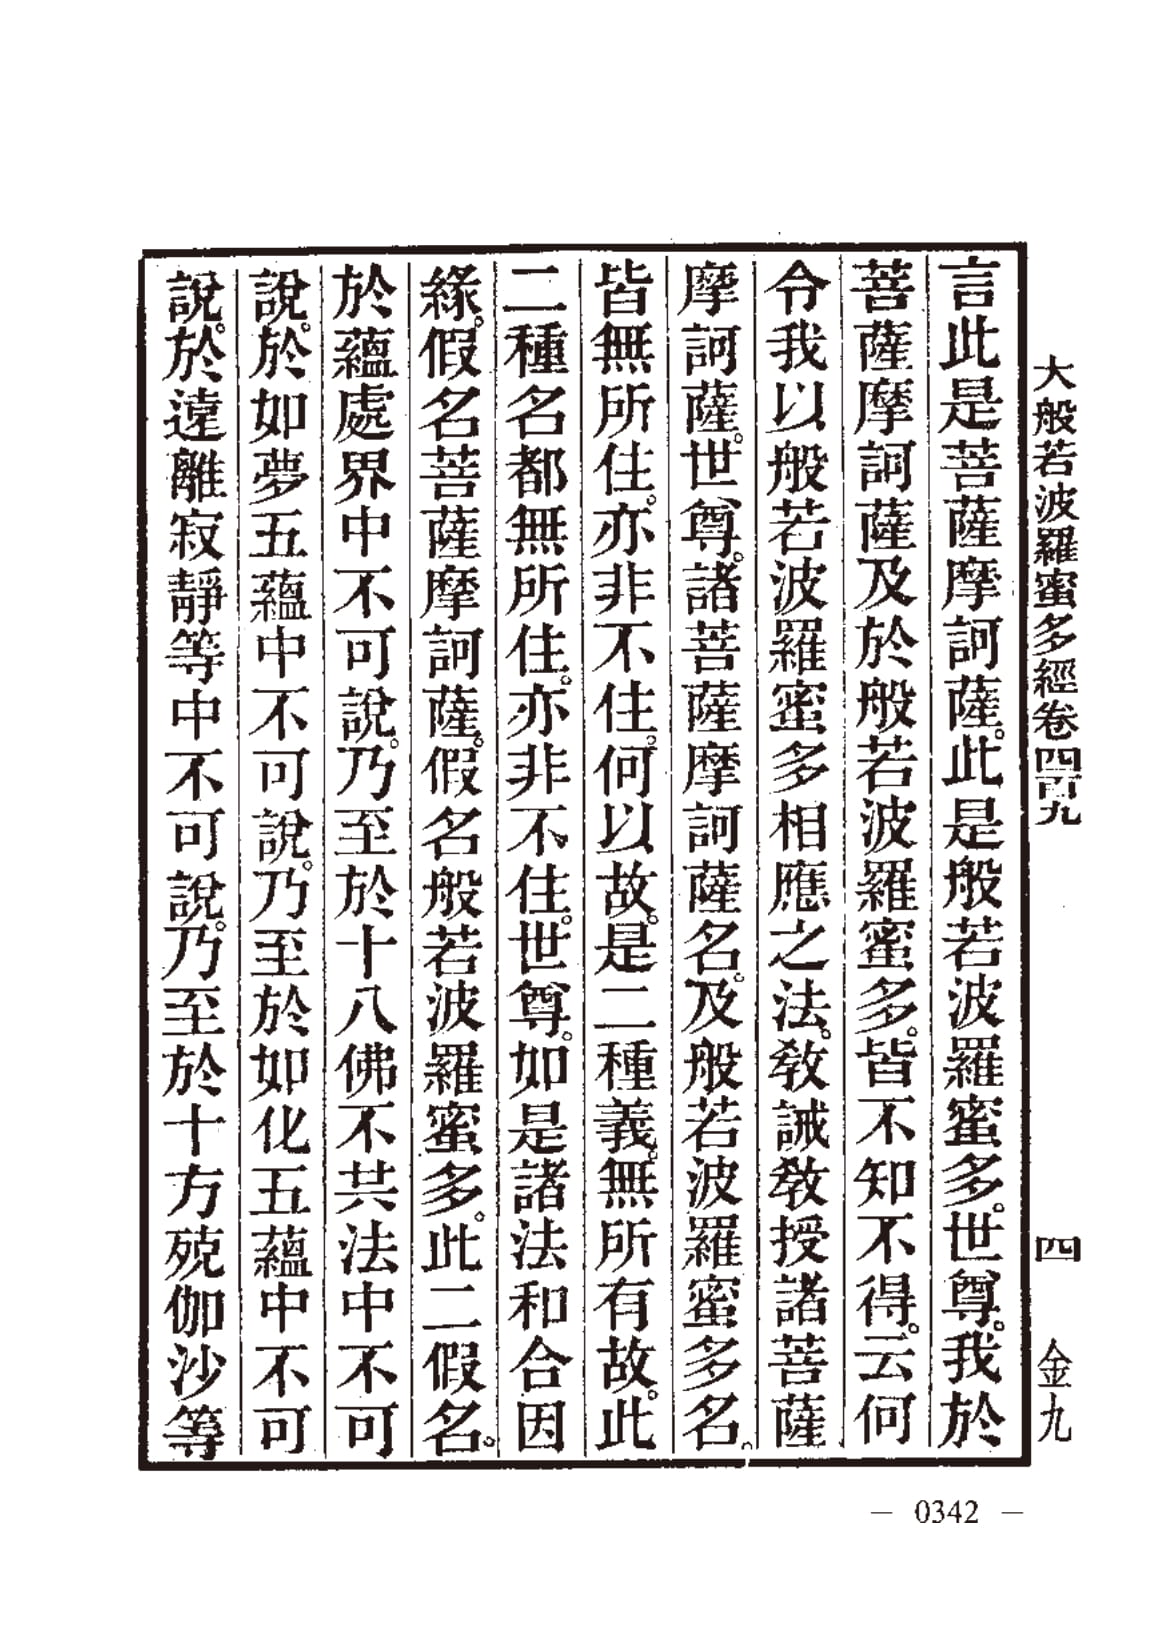 大般若波羅蜜多經卷四百九 四 金九
言此是菩薩摩訶薩。此是般若波羅蜜多。世尊。我於
菩薩摩訶薩及於般若波羅蜜多。皆不知不得。云何
令我以般若波羅蜜多相應之法。教誡教授諸菩薩
摩訶薩。世尊。諸菩薩摩訶薩名。及般若波羅蜜多名。
皆無所住。亦非不住。何以故。是二種義。無所有故。此
二種名都無所住。亦非不住。世尊。如是諸法和合因
緣。假名菩薩摩訶薩。假名般若波羅蜜多。此二假名。
於蘊處界中不可說。乃至於十八佛不共法中不可
說。於如夢五蘊中不可說。乃至於如化五蘊中不可
說。於遠離寂靜等中不可說。乃至於十方殑伽沙等
— 0342 —